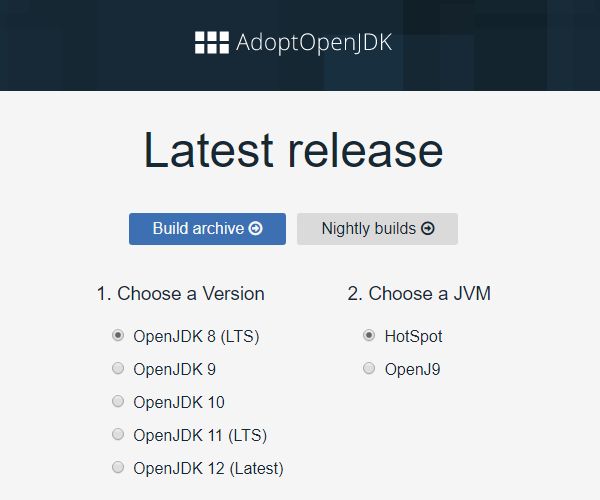 AdoptOpenJDK
Latest release
Build archive
Nightly builds
1. Choose a Version
OpenJDK 8 (LTS)
OpenJDK 9
OpenJDK 10
OpenJDK 11 (LTS)
OpenJDK 12 (Latest)
2. Choose a JVM
HotSpot
OpenJ9